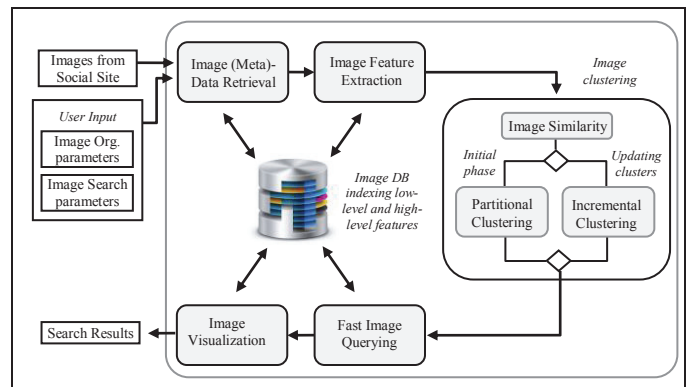 Images from
Social Site
User Input
Image Org.
parameters
Image Search
parameters
Image (Meta)-
Data Retrieval
Image Feature
Extraction
Image
clustering
Image Similarity
Initial
phase
Updating
clusters
Partitional
Clustering
Incremental
Clustering
Image DB
indexing low-
level and high-
level features
Fast Image
Querying
Image
Visualization
Search Results